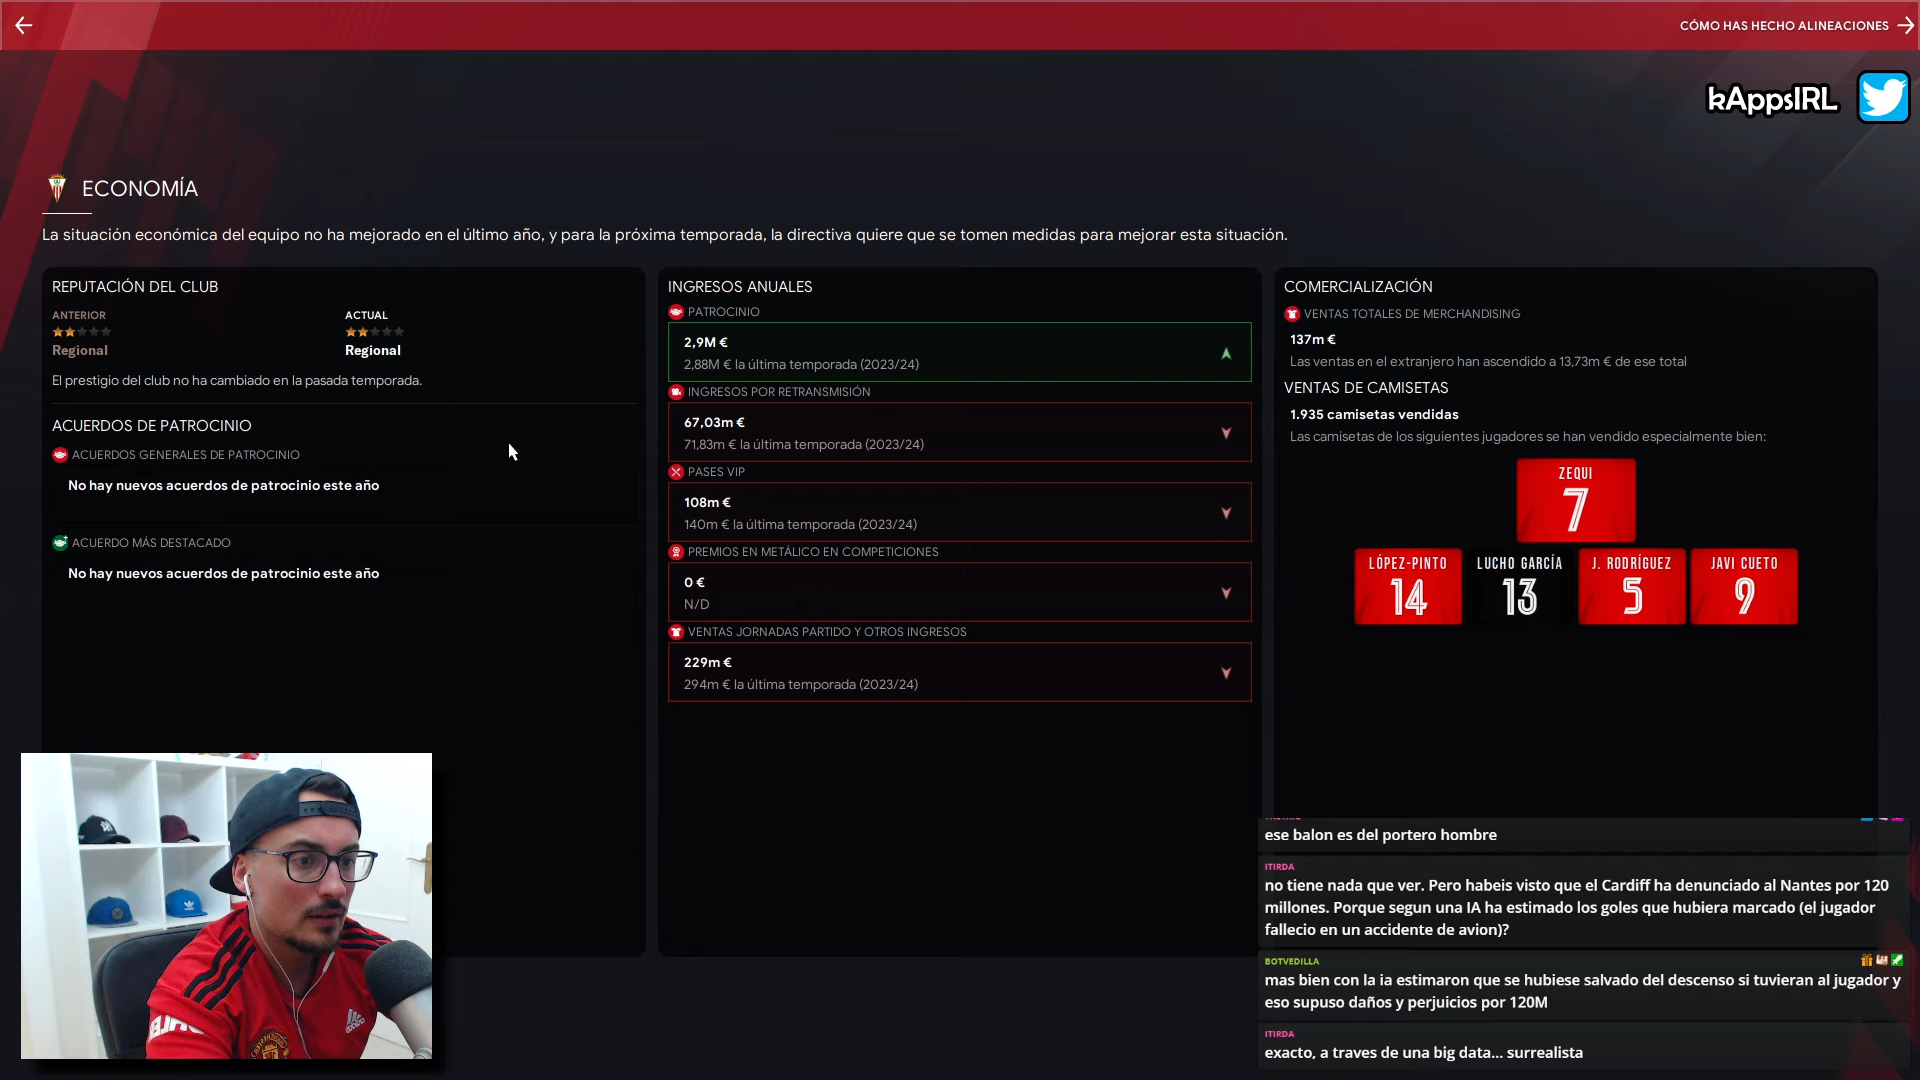 CÓMO HAS HECHO ALINEACIONES
kAppsIRL
ECONOMÍA
La situación económica del equipo no ha mejorado en el último año, y para la próxima temporada, la directiva quiere que se tomen medidas para mejorar esta situación.
REPUTACIÓN DEL CLUB
ANTERIOR
Regional
ACTUAL
Regional
El prestigio del club no ha cambiado en la pasada temporada.
ACUERDOS DE PATROCINIO
ACUERDOS GENERALES DE PATROCINIO
No hay nuevos acuerdos de patrocinio este año
ACUERDO MÁS DESTACADO
No hay nuevos acuerdos de patrocinio este año
INGRESOS ANUALES
PATROCINIO
2,9M €
2,88M € la última temporada (2023/24)
INGRESOS POR RETRANSMISIÓN
67,03m €
71,83m € la última temporada (2023/24)
PASES VIP
108m €
140m € la última temporada (2023/24)
PREMIOS EN METÁLICO EN COMPETICIONES
0 €
N/D
VENTAS JORNADAS PARTIDO Y OTROS INGRESOS
229m €
294m € la última temporada (2023/24)
COMERCIALIZACIÓN
VENTAS TOTALES DE MERCHANDISING
137m €
Las ventas en el extranjero han ascendido a 13,73m € de ese total
VENTAS DE CAMISETAS
1.935 camisetas vendidas
Las camisetas de los siguientes jugadores se han vendido especialmente bien:
ZEQUI
7
LÓPEZ-PINTO
14
LUCHO GARCÍA
13
J. RODRÍGUEZ
5
JAVI CUETO
9
ese balon es del portero hombre
ITIRDA
no tiene nada que ver. Pero habeis visto que el Cardiff ha denunciado al Nantes por 120
millones. Porque segun una IA ha estimado los goles que hubiera marcado (el jugador
fallecio en un accidente de avion)?
BOTVEDILLA
mas bien con la ia estimaron que se hubiese salvado del descenso si tuvieran al jugador y
eso supuso daños y perjuicios por 120M
ITIRDA
exacto, a traves de una big data... surrealista